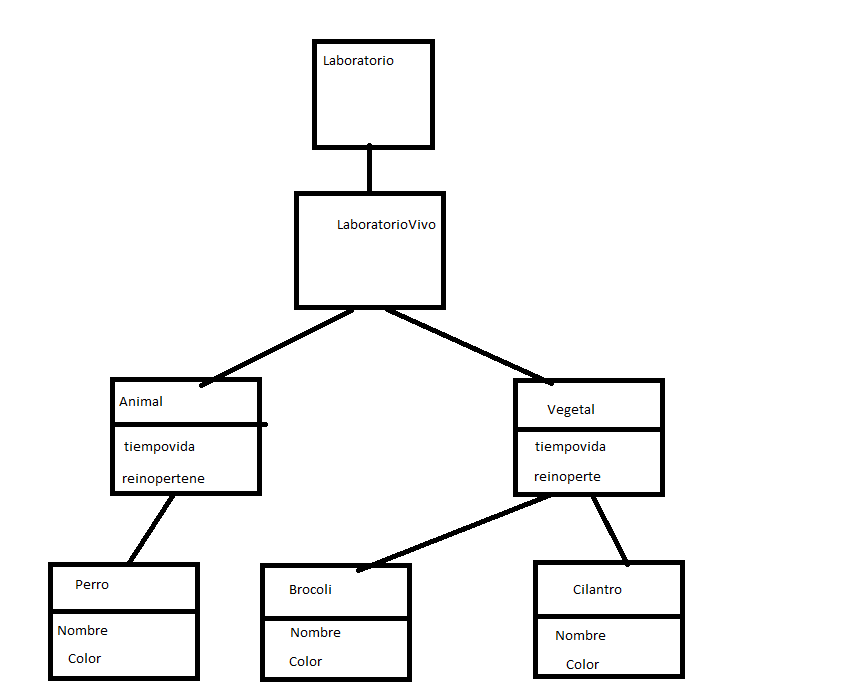 Laboratorio
LaboratorioVivo
Animal
tiempovida
reinopertene
Vegetal
tiempovida
reinoperte
Perro
Nombre
Color
Brocoli
Nombre
Color
Cilantro
Nombre
Color